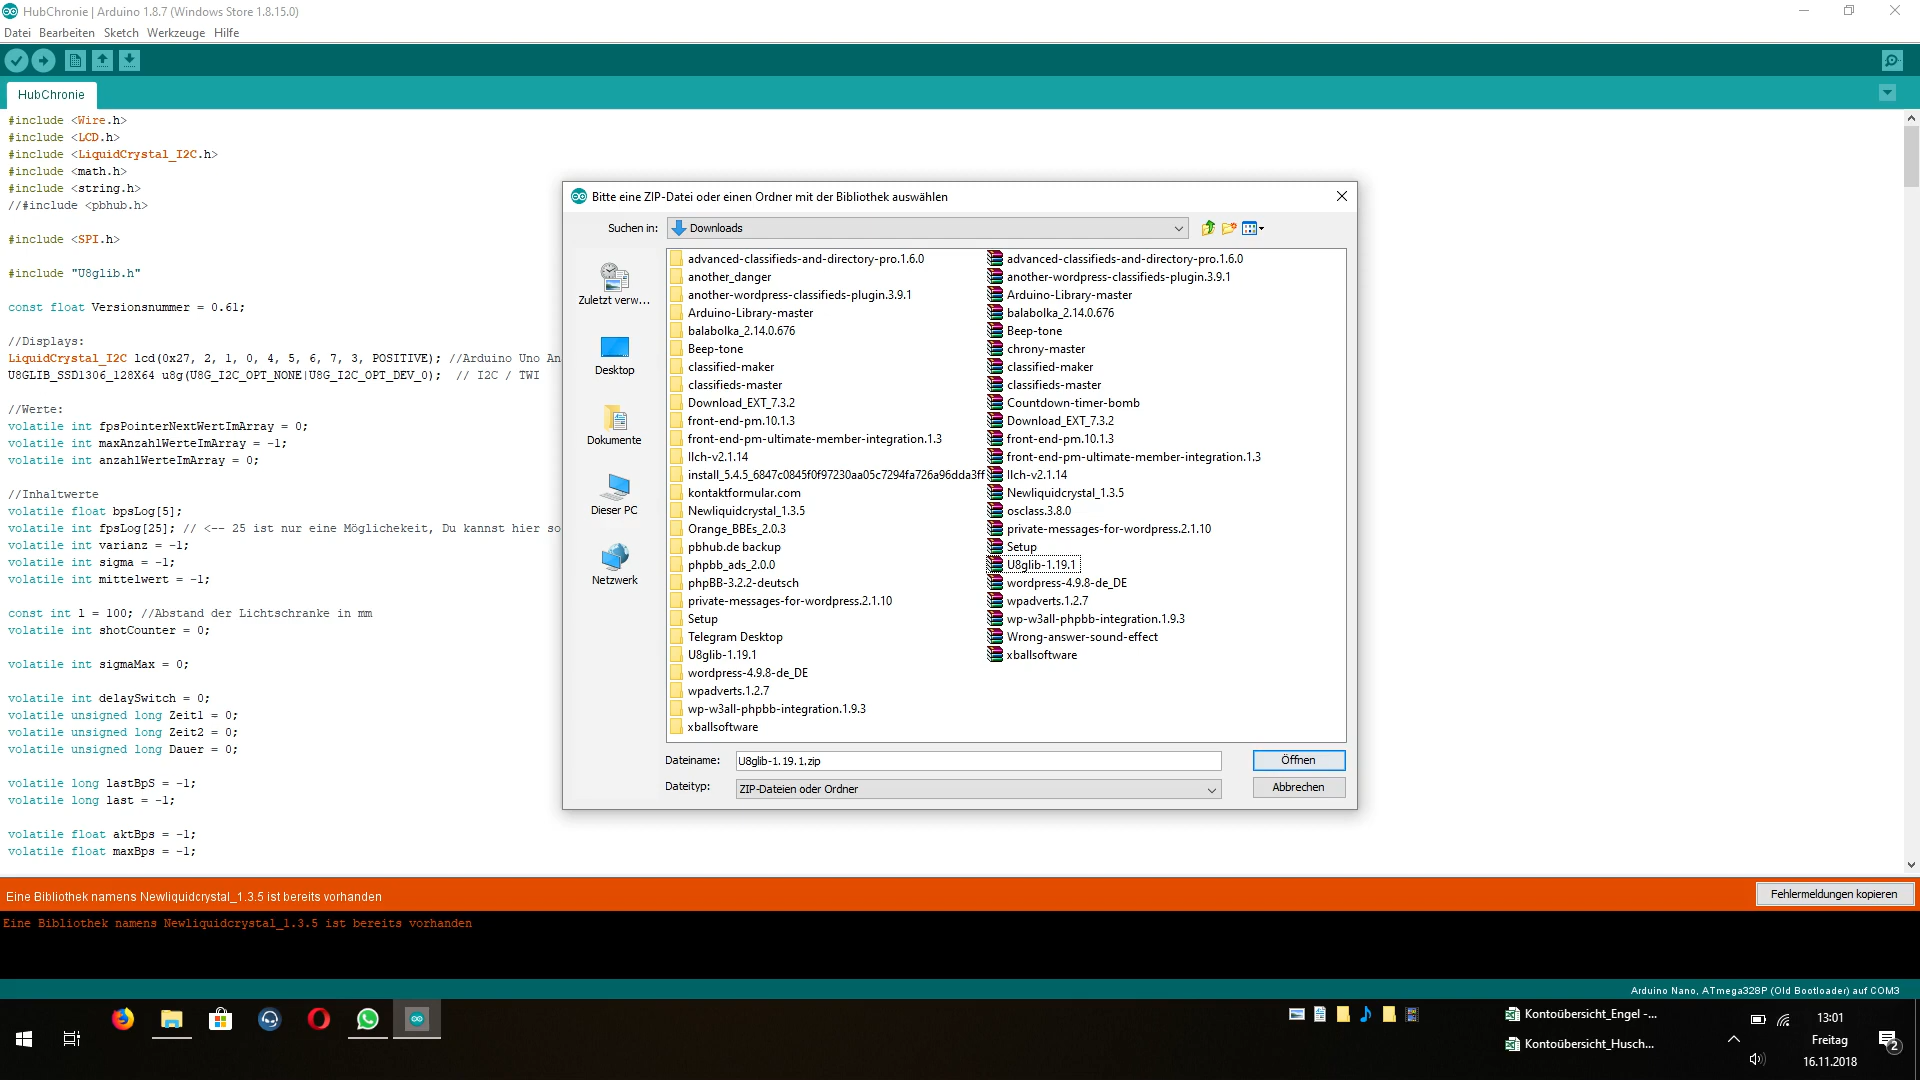 HubChronie | Arduino 1.8.7 (Windows Store 1.8.15.0)
Datei Bearbeiten Sketch Werkzeuge Hilfe
HubChronie
#include <Wire.h>
#include <LCD.h>
#include <LiquidCrystal_I2C.h>
#include <math.h>
#include <string.h>
//#include <pbhub.h>
#include <SPI.h>
#include "U8glib.h"
const float Versionsnummer = 0.61;
//Displays:
LiquidCrystal_I2C lcd(0x27, 2, 1, 0, 4, 5, 6, 7, 3, POSITIVE); //Arduino Uno An
U8GLIB_SSD1306_128X64 u8g(U8G_I2C_OPT_NONE|U8G_I2C_OPT_DEV_0);  // I2C / TWI
//Werte:
volatile int fpsPointerNextWertImArray = 0;
volatile int maxAnzahlWerteImArray = -1;
volatile int anzahlWerteImArray = 0;
//Inhaltwerte
volatile float bpsLog[5];
volatile int fpsLog[25]; // <-- 25 ist nur eine Möglichekeit, Du kannst hier so
volatile int varianz = -1;
volatile int sigma = -1;
volatile int mittelwert = -1;
const int l = 100; //Abstand der Lichtschranke in mm
volatile int shotCounter = 0;
volatile int sigmaMax = 0;
volatile int delaySwitch = 0;
volatile unsigned long Zeit1 = 0;
volatile unsigned long Zeit2 = 0;
volatile unsigned long Dauer = 0;
volatile long lastBpS = -1;
volatile long last = -1;
volatile float aktBps = -1;
volatile float maxBps = -1;
Bitte eine ZIP-Datei oder einen Ordner mit der Bibliothek auswählen
Suchen in: Downloads
Zuletzt verw...
Desktop
Dokumente
Dieser PC
Netzwerk
advanced-classifieds-and-directory-pro.1.6.0
another_danger
another-wordpress-classifieds-plugin.3.9.1
Arduino-Library-master
balabolka_2.14.0.676
Beep-tone
classified-maker
classifieds-master
Download_EXT_7.3.2
front-end-pm.10.1.3
front-end-pm-ultimate-member-integration.1.3
llch-v2.1.14
install_5.4.5_6847c0845f0f97230aa05c7294fa726a96dda3ff
kontaktformular.com
Newliquidcrystal_1.3.5
Orange_BBEs_2.0.3
pbhub.de backup
phpbb_ads_2.0.0
phpBB-3.2.2-deutsch
private-messages-for-wordpress.2.1.10
Setup
Telegram Desktop
U8glib-1.19.1
wordpress-4.9.8-de_DE
wpadverts.1.2.7
wp-w3all-phpbb-integration.1.9.3
xballsoftware
advanced-classifieds-and-directory-pro.1.6.0
another-wordpress-classifieds-plugin.3.9.1
Arduino-Library-master
balabolka_2.14.0.676
Beep-tone
chrony-master
classified-maker
classifieds-master
Countdown-timer-bomb
Download_EXT_7.3.2
front-end-pm.10.1.3
front-end-pm-ultimate-member-integration.1.3
llch-v2.1.14
Newliquidcrystal_1.3.5
osclass.3.8.0
private-messages-for-wordpress.2.1.10
Setup
U8glib-1.19.1
wordpress-4.9.8-de_DE
wpadverts.1.2.7
wp-w3all-phpbb-integration.1.9.3
Wrong-answer-sound-effect
xballsoftware
Dateiname: U8glib-1.19.1.zip Öffnen
Dateityp: ZIP-Dateien oder Ordner Abbrechen
Eine Bibliothek namens Newliquidcrystal_1.3.5 ist bereits vorhanden
Fehlermeldungen kopieren
Eine Bibliothek namens Newliquidcrystal_1.3.5 ist bereits vorhanden
Arduino Nano, ATmega328P (Old Bootloader) auf COM3
Kontoübersicht_Engel -...
Kontoübersicht_Husch...
13:01
Freitag
16.11.2018
2